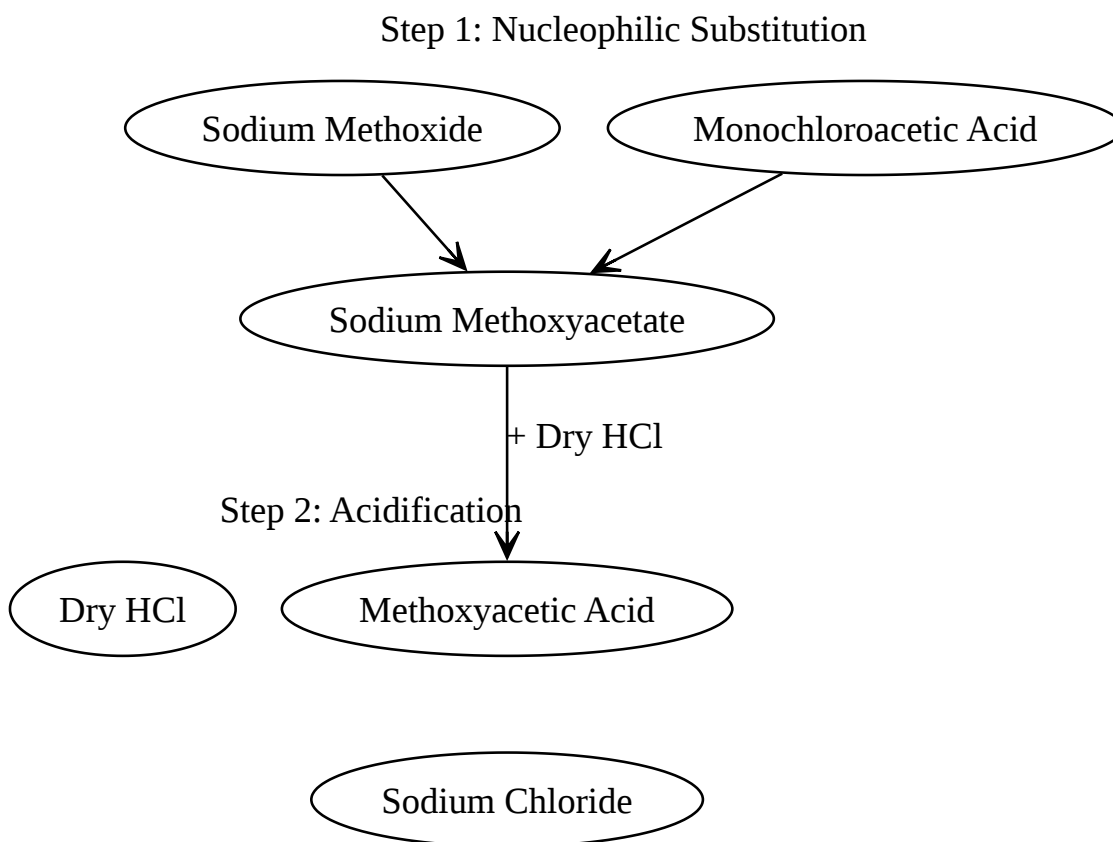 Step 1: Nucleophilic Substitution
Sodium Methoxide
Monochloroacetic Acid
Sodium Methoxyacetate
+ Dry HCl
Step 2: Acidification
Dry HCl
Methoxyacetic Acid
Sodium Chloride